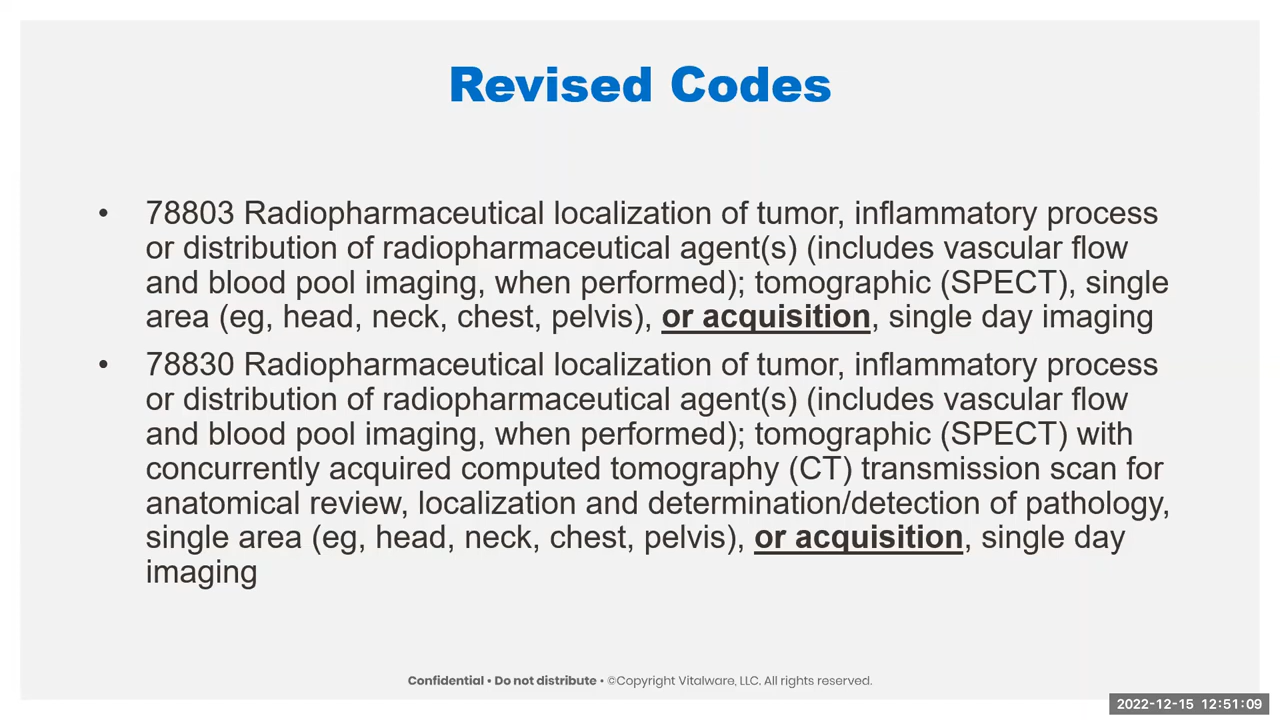 Revised Codes
• 78803 Radiopharmaceutical localization of tumor, inflammatory process
or distribution of radiopharmaceutical agent(s) (includes vascular flow
and blood pool imaging, when performed); tomographic (SPECT), single
area (eg, head, neck, chest, pelvis), or acquisition, single day imaging
• 78830 Radiopharmaceutical localization of tumor, inflammatory process
or distribution of radiopharmaceutical agent(s) (includes vascular flow
and blood pool imaging, when performed); tomographic (SPECT) with
concurrently acquired computed tomography (CT) transmission scan for
anatomical review, localization and determination/detection of pathology,
single area (eg, head, neck, chest, pelvis), or acquisition, single day
imaging
Confidential • Do not distribute • ©Copyright Vitalware, LLC. All rights reserved.
2022-12-15 12:51:09